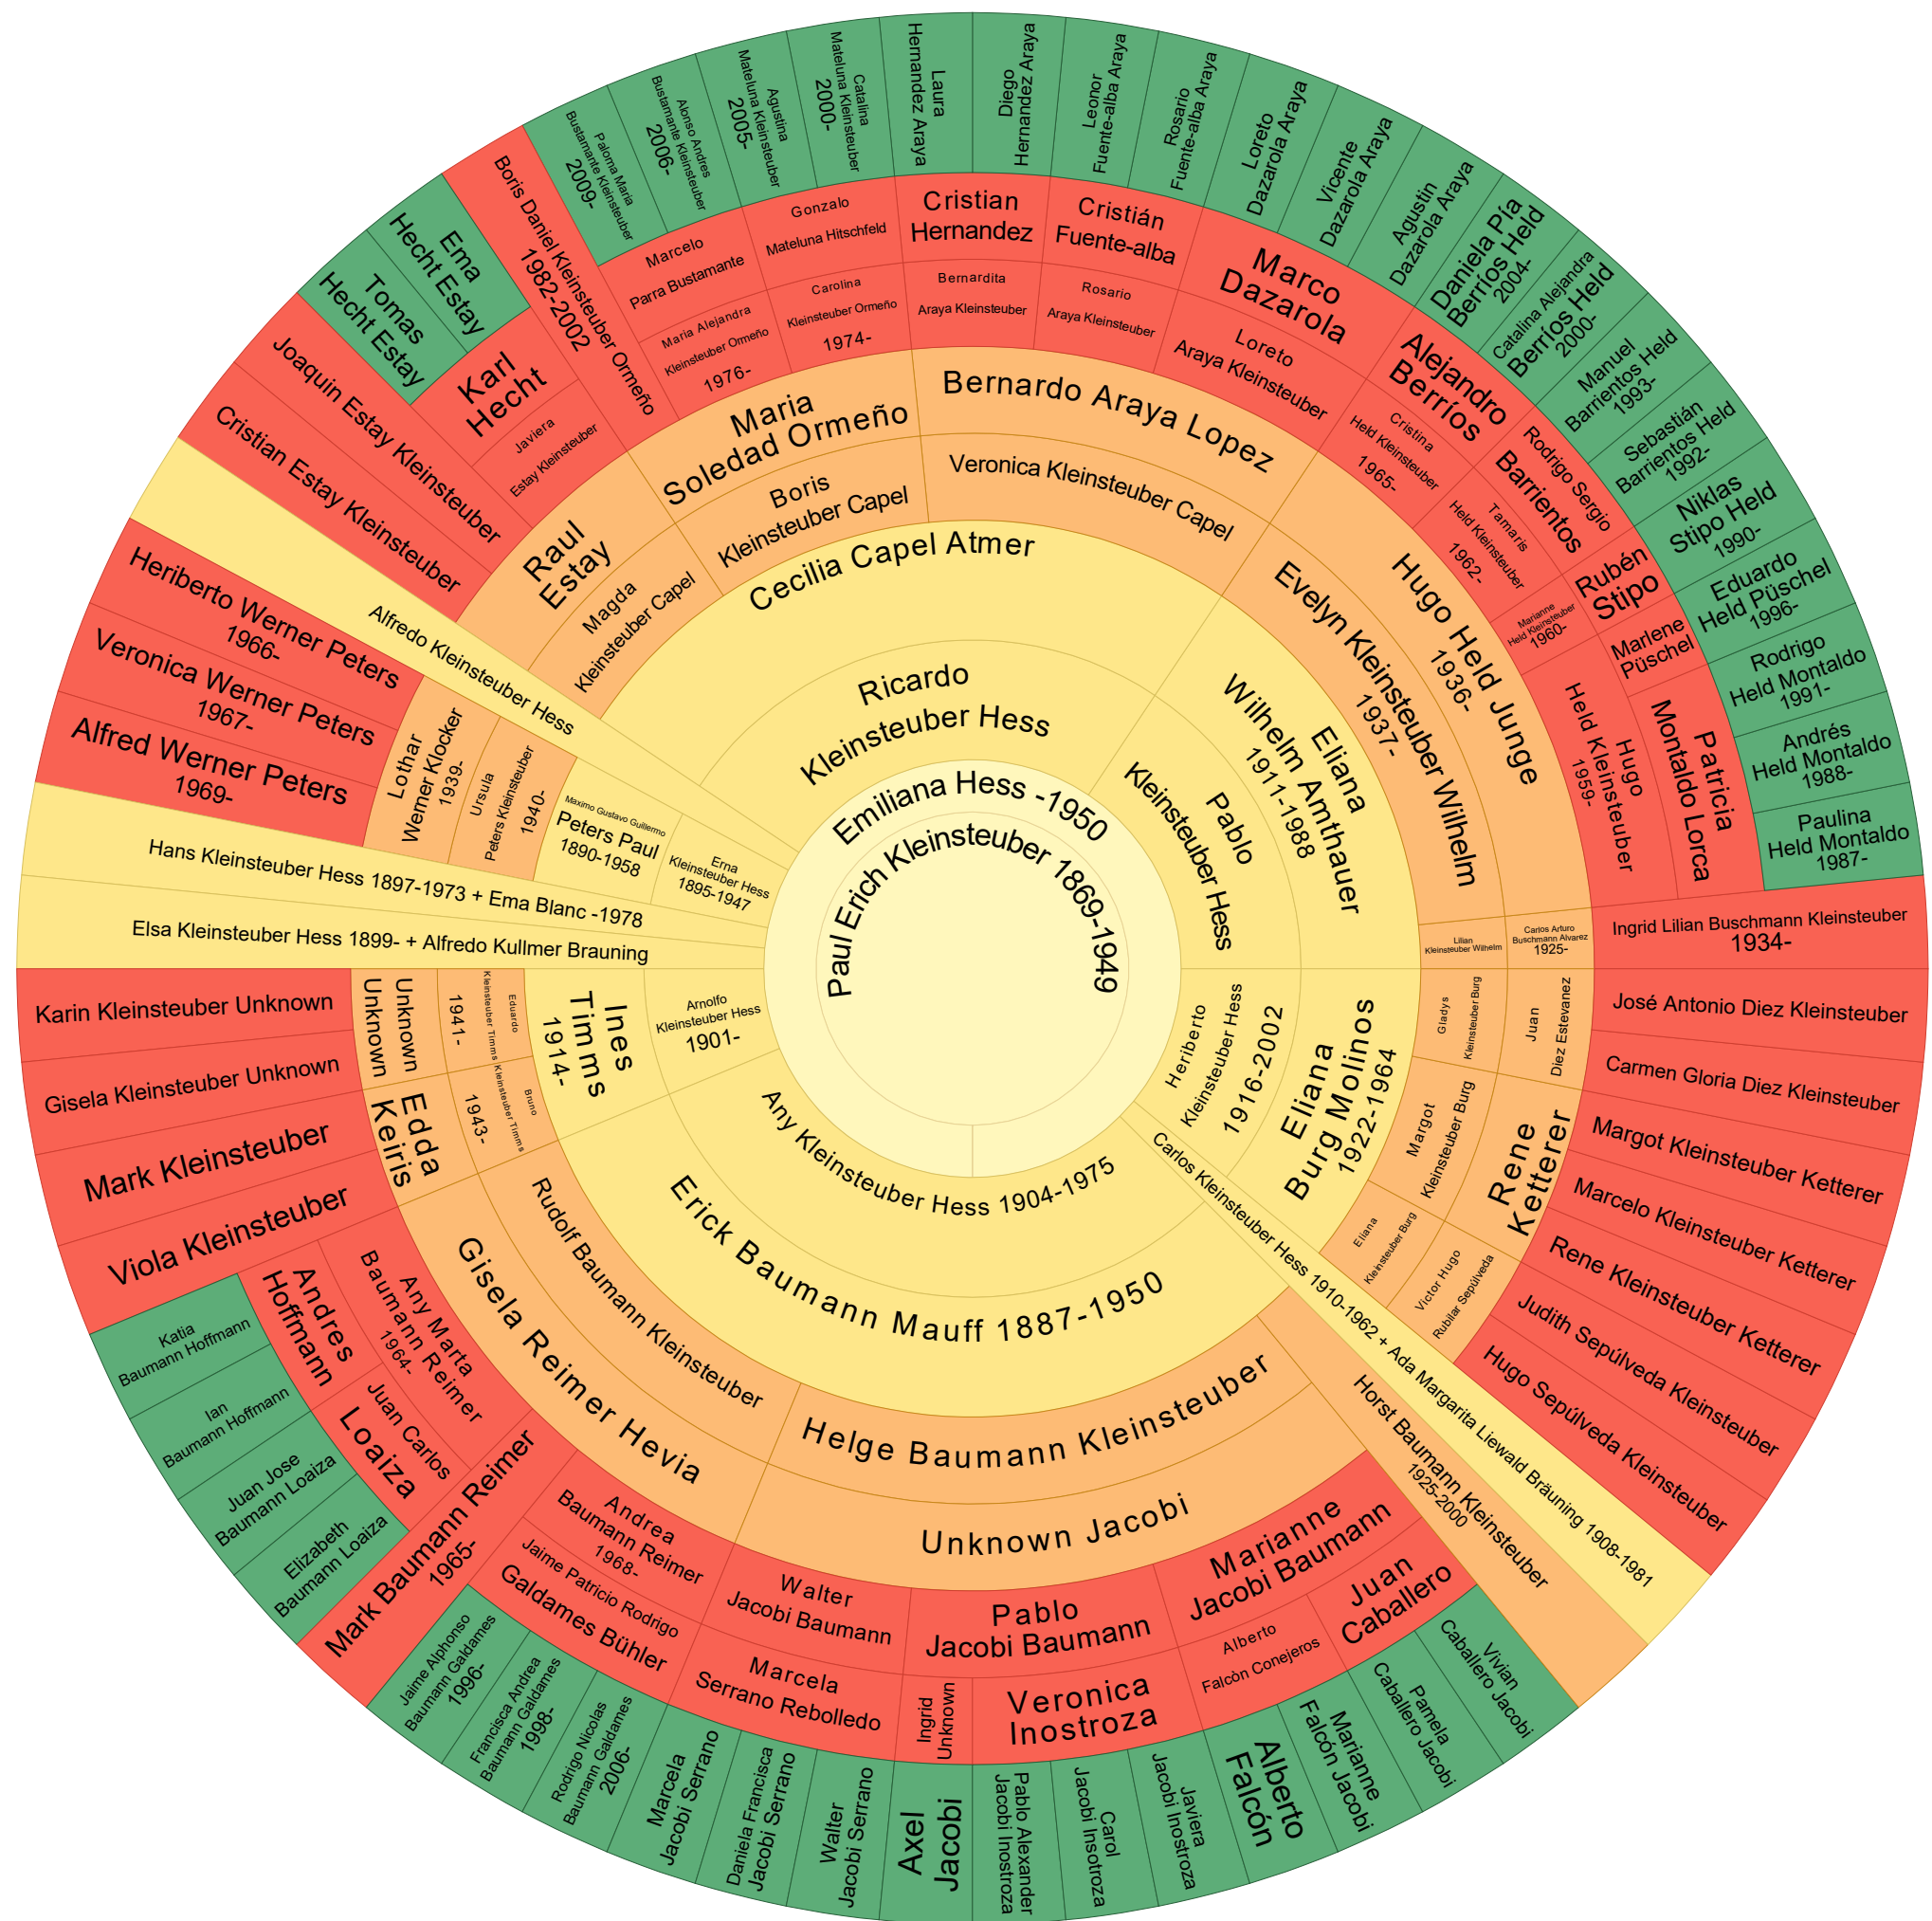 Paul Erich Kleinsteuber 1869-1949
Emiliana Hess -1950
Ricardo
Kleinsteuber Hess
Cecilia Capel Atmer
Pablo
Kleinsteuber Hess
Eliana
Wilhelm Amthauer
1911-1988
Heriberto
Kleinsteuber Hess
1916-2002
Eliana
Burg Molinos
1922-1964
Carlos Kleinsteuber Hess 1910-1962 + Ada Margarita Liewald Bräuning 1908-1981
Any Kleinsteuber Hess 1904-1975
Erick Baumann Mauff 1887-1950
Arnolfo
Kleinsteuber Hess
1901-
Ines
Timms
1914-
Elsa Kleinsteuber Hess 1899- + Alfredo Kullmer Brauning
Hans Kleinsteuber Hess 1897-1973 + Ema Blanc -1978
Erna
Kleinsteuber Hess
1895-1947
Maximo Gustavo Guillermo
Peters Paul
1890-1958
Alfredo Kleinsteuber Hess
Magda
Kleinsteuber Capel
Raul
Estay
Boris
Kleinsteuber Capel
Maria
Soledad Ormeño
Veronica Kleinsteuber Capel
Bernardo Araya Lopez
Evelyn Kleinsteuber Wilhelm
1937-
Hugo Held Junge
1936-
Lilian
Kleinsteuber Wilhelm
Carlos Arturo
Buschmann Alvarez
1925-
Gladys
Kleinsteuber Burg
Juan
Diez Estevanez
Margot
Kleinsteuber Burg
Rene
Ketterer
Eliana
Kleinsteuber Burg
Victor Hugo
Rubilar Sepúlveda
Horst Baumann Kleinsteuber
1925-2000
Helge Baumann Kleinsteuber
Unknown Jacobi
Rudolf Baumann Kleinsteuber
Gisela Reimer Hevia
Bruno
Kleinsteuber Timms
1943-
Edda
Keiris
Eduardo
Kleinsteuber Timms
1941-
Unknown
Unknown
Ursula
Peters Kleinsteuber
1940-
Lothar
Werner Klocker
1939-
Alfred Werner Peters
1969-
Veronica Werner Peters
1967-
Heriberto Werner Peters
1966-
Cristian Estay Kleinsteuber
Joaquin Estay Kleinsteuber
Javiera
Estay Kleinsteuber
Karl
Hecht
Tomas
Hecht Estay
Ema
Hecht Estay
Boris Daniel Kleinsteuber Ormeño
1982-2002
Maria Alejandra
Kleinsteuber Ormeño
1976-
Marcelo
Parra Bustamante
Paloma Maria
Bustamante Kleinsteuber
2009-
Alonso Andres
Bustamante Kleinsteuber
2006-
Carolina
Kleinsteuber Ormeño
1974-
Gonzalo
Mateluna Hitschfeld
Agustina
Mateluna Kleinsteuber
2005-
Catalina
Mateluna Kleinsteuber
2000-
Bernardita
Araya Kleinsteuber
Cristian
Hernandez
Laura
Hernandez Araya
Diego
Hernandez Araya
Rosario
Araya Kleinsteuber
Cristián
Fuente-alba
Leonor
Fuente-alba Araya
Rosario
Fuente-alba Araya
Loreto
Araya Kleinsteuber
Marco
Dazarola
Loreto
Dazarola Araya
Vicente
Dazarola Araya
Agustin
Dazarola Araya
Cristina
Held Kleinsteuber
1965-
Alejandro
Berríos
Daniela Pía
Berríos Held
2004-
Catalina Alejandra
Berríos Held
2000-
Tamaris
Held Kleinsteuber
1962-
Rodrigo Sergio
Barrientos
Manuel
Barrientos Held
1993-
Sebastián
Barrientos Held
1992-
Marianne
Held Kleinsteuber
1960-
Rubén
Stipo
Niklas
Stipo Held
1990-
Hugo
Held Kleinsteuber
1959-
Marlene
Püschel
Eduardo
Held Püschel
1996-
Patricia
Montaldo Lorca
Rodrigo
Held Montaldo
1991-
Andrés
Held Montaldo
1988-
Paulina
Held Montaldo
1987-
Ingrid Lilian Buschmann Kleinsteuber
1934-
José Antonio Diez Kleinsteuber
Carmen Gloria Diez Kleinsteuber
Margot Kleinsteuber Ketterer
Marcelo Kleinsteuber Ketterer
Rene Kleinsteuber Ketterer
Judith Sepúlveda Kleinsteuber
Hugo Sepúlveda Kleinsteuber
Marianne
Jacobi Baumann
Juan
Caballero
Vivian
Caballero Jacobi
Pamela
Caballero Jacobi
Alberto
Falcòn Conejeros
Marianne
Falcón Jacobi
Alberto
Falcón
Pablo
Jacobi Baumann
Veronica
Inostroza
Javiera
Jacobi Inostroza
Carol
Jacobi Insotroza
Pablo Alexander
Jacobi Inostroza
Ingrid
Unknown
Axel
Jacobi
Walter
Jacobi Baumann
Marcela
Serrano Rebolledo
Walter
Jacobi Serrano
Daniela Francisca
Jacobi Serrano
Marcela
Jacobi Serrano
Andrea
Baumann Reimer
1968-
Jaime Patricio Rodrigo
Galdames Bühler
Rodrigo Nicolas
Baumann Galdames
2006-
Francisca Andrea
Baumann Galdames
1998-
Jaime Alphonso
Baumann Galdames
1996-
Mark Baumann Reimer
1965-
Any Marta
Baumann Reimer
1964-
Juan Carlos
Loaiza
Elizabeth
Baumann Loaiza
Juan Jose
Baumann Loaiza
Andres
Hoffmann
Ian
Baumann Hoffmann
Katia
Baumann Hoffmann
Viola Kleinsteuber
Mark Kleinsteuber
Gisela Kleinsteuber Unknown
Karin Kleinsteuber Unknown